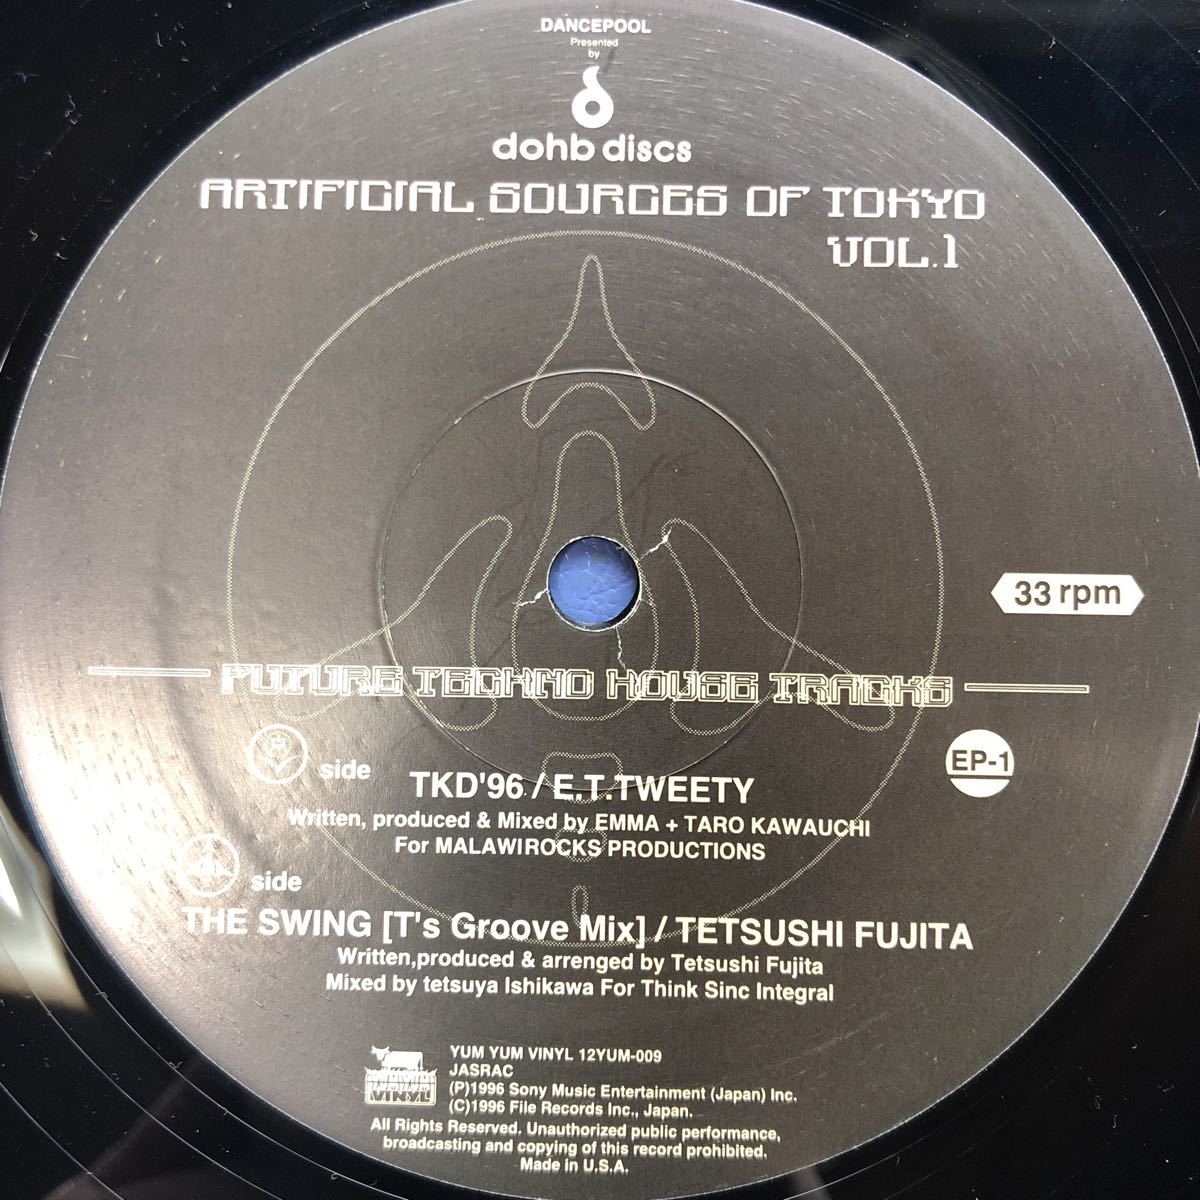 DANCEPOOL
Presented
by
dohb discs
ARTIFICIAL SOURCES OF TOKYO
VOL.1
33 rpm
FUTURE TECHNO HOUSE TRACKS
EP-1
side
TKD'96 / E.T.TWEETY
Written, produced & Mixed by EMMA + TARO KAWAUCHI
For MALAWIROCKS PRODUCTIONS
side
THE SWING [T's Groove Mix] / TETSUSHI FUJITA
Written,produced & arranged by Tetsushi Fujita
Mixed by tetsuya Ishikawa For Think Sinc Integral
VINYL
YUM YUM VINYL 12YUM-009
JASRAC
(P)1996 Sony Music Entertainment (Japan) Inc.
(C)1996 File Records Inc., Japan.
All Rights Reserved. Unauthorized public performance,
broadcasting and copying of this record prohibited.
Made in U.S.A.